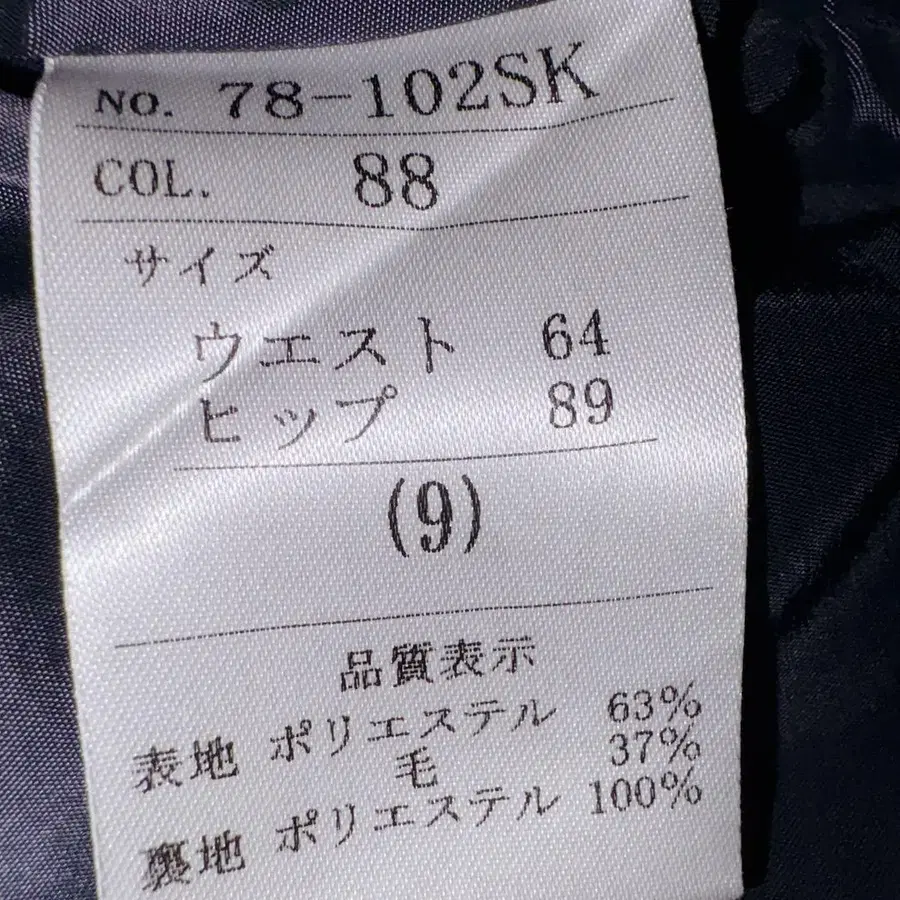 NO. 78-102SK
COL. 88
サイズ
ウエスト 64
ヒップ 89
(9)
品質表示
表地 ポリエステル 63%
毛 37%
裏地 ポリエステル 100%